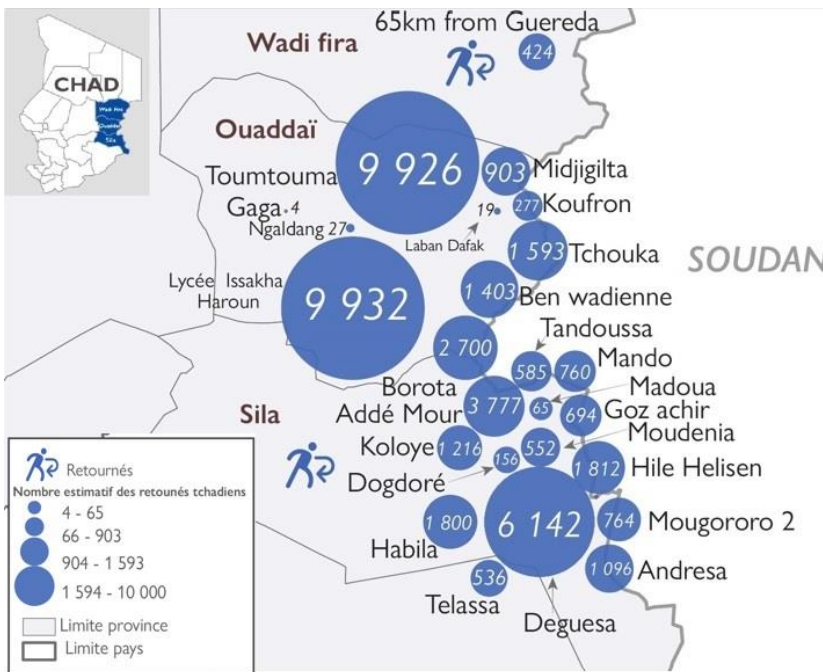 65km from Guereda
Wadi fira
424
CHAD
Wadi fira
Ouaddaï
Sila
Ouaddaï
Toumtouma
9 926
903
Midjigilta
Gaga
4
19
277
Koufron
Ngaldang 27
Laban Dafak
1 593
Tchouka
SOUDAN
Lycée Issakha
Haroun
9 932
1 403
Ben wadienne
Tandoussa
2 700
585
760
Mando
Borota
Madoua
Sila
Addé Mour
3 777
65
694
Goz achir
Moudenia
Koloye
1 216
552
Dogdoré
156
1 812
Hile Helisen
1 800
Habila
6 142
764
Mougororo 2
536
Telassa
1 096
Andresa
Deguesa
Retournés
Nombre estimatif des retounés tchadiens
4 - 65
66 - 903
904 - 1 593
1 594 - 10 000
Limite province
Limite pays